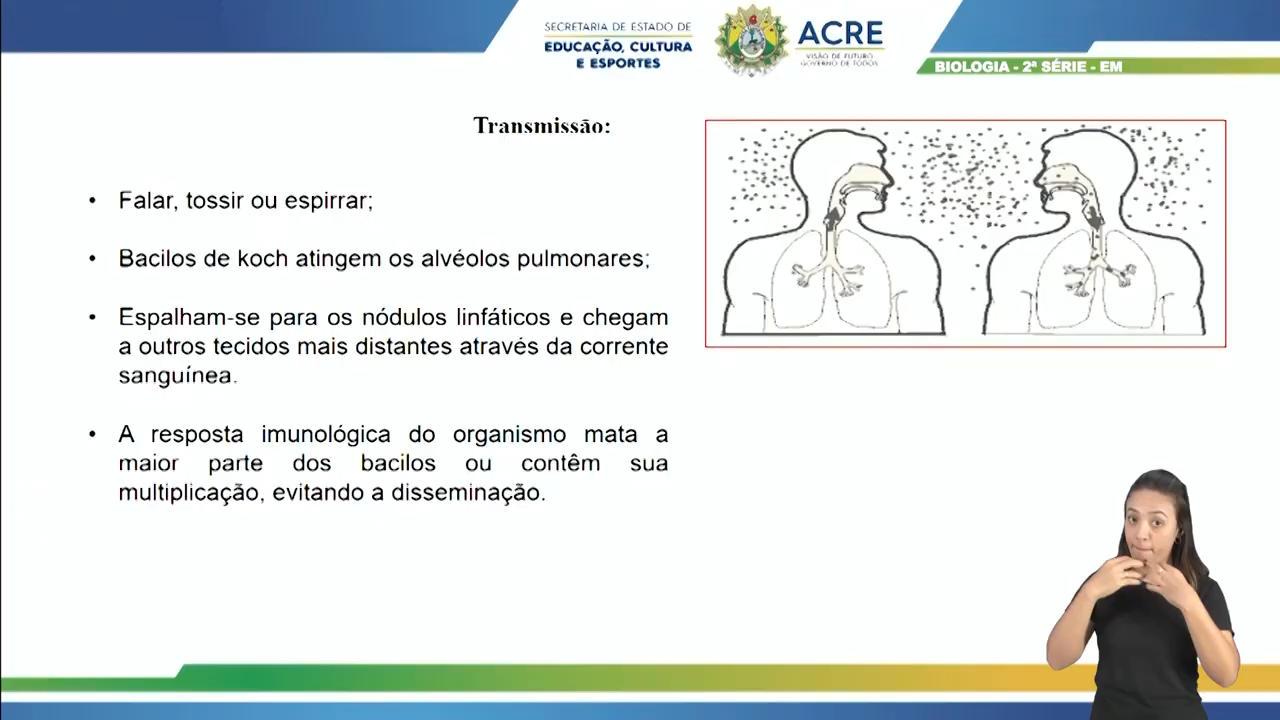 SECRETARIA DE ESTADO DE
EDUCAÇÃO, CULTURA
E ESPORTES
ACRE
VISÃO DE FUTURO
GOVERNO DE TODOS
BIOLOGIA - 2ª SÉRIE - EM
Transmissão:
• Falar, tossir ou espirrar;
• Bacilos de koch atingem os alvéolos pulmonares;
• Espalham-se para os nódulos linfáticos e chegam
a outros tecidos mais distantes através da corrente
sanguínea.
• A resposta imunológica do organismo mata a
maior parte dos bacilos ou contêm sua
multiplicação, evitando a disseminação.